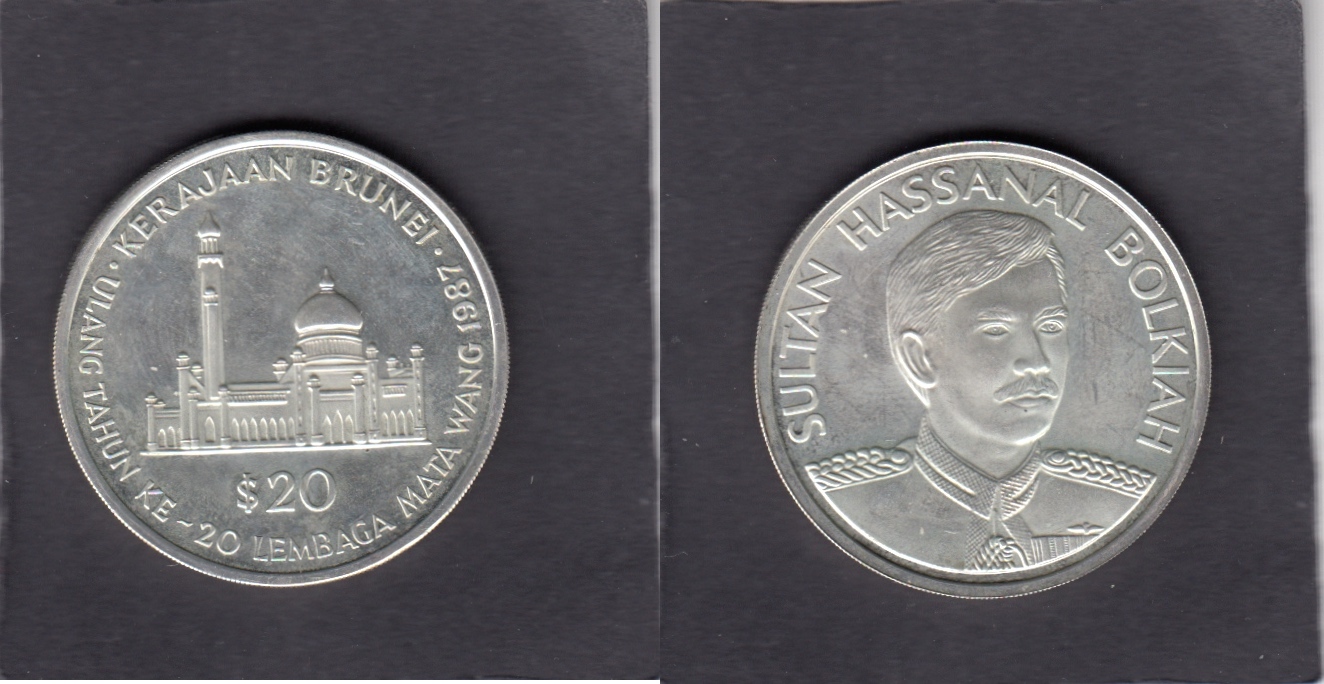 · KERAJAAN BRUNEI · 1987
ULANG TAHUN KE ~ 20 LEMBAGA MATA WANG
$20
SULTAN HASSANAL BOLKIAH